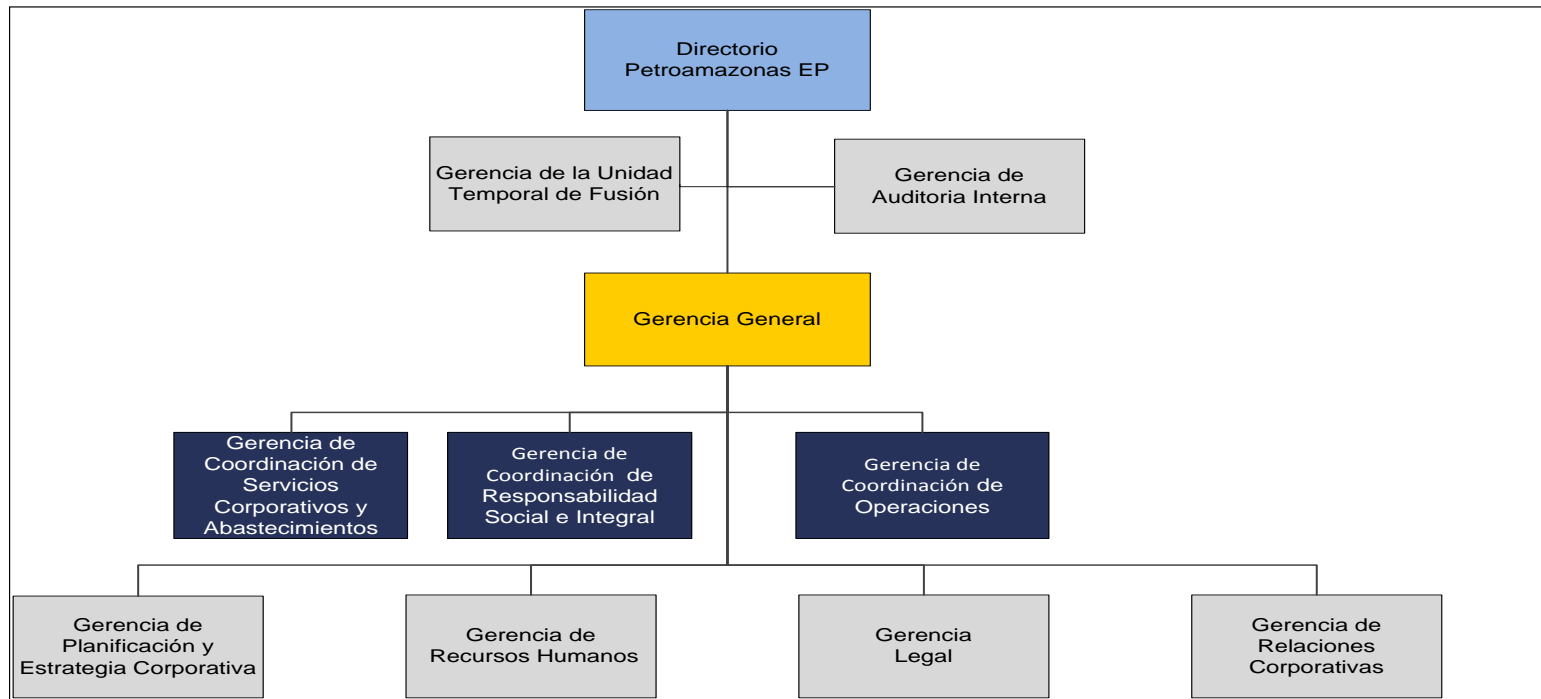 Directorio
Petroamazonas EP
Gerencia de la Unidad
Temporal de Fusión
Gerencia de
Auditoria Interna
Gerencia General
Gerencia de
Coordinación de
Servicios
Corporativos y
Abastecimientos
Gerencia de
Coordinación de
Responsabilidad
Social e Integral
Gerencia de
Coordinación de
Operaciones
Gerencia de
Planificación y
Estrategia Corporativa
Gerencia de
Recursos Humanos
Gerencia
Legal
Gerencia de
Relaciones
Corporativas